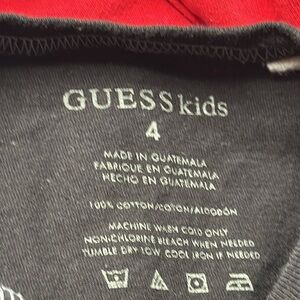 GUESS kids
4
MADE IN GUATEMALA
FABRIQUE EN GUATEMALA
HECHO EN GUATEMALA
100% COTTON/COTON/ALGODÓN
MACHINE WASH COLD ONLY
NON-CHLORINE BLEACH WHEN NEEDED
TUMBLE DRY LOW COOL IRON IF NEEDED